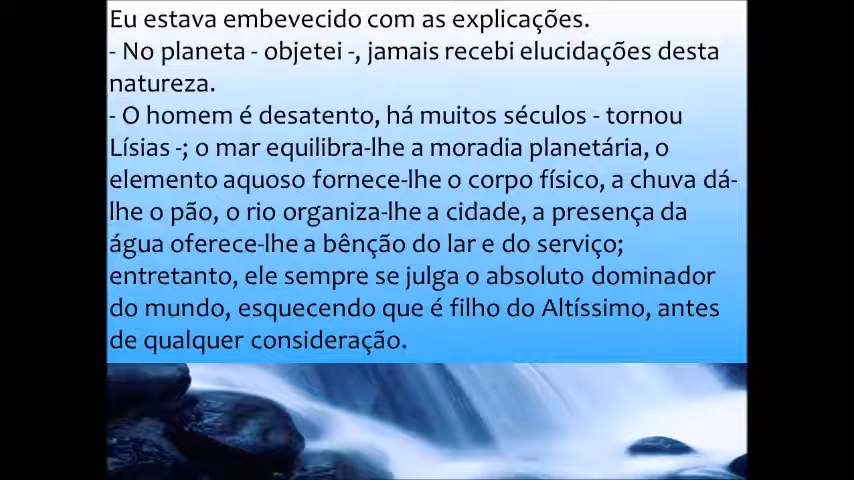 Eu estava embevecido com as explicações.
- No planeta - objetei -, jamais recebi elucidações desta
natureza.
- O homem é desatento, há muitos séculos - tornou
Lísias -; o mar equilibra-lhe a moradia planetária, o
elemento aquoso fornece-lhe o corpo físico, a chuva dá-
lhe o pão, o rio organiza-lhe a cidade, a presença da
água oferece-lhe a bênção do lar e do serviço;
entretanto, ele sempre se julga o absoluto dominador
do mundo, esquecendo que é filho do Altíssimo, antes
de qualquer consideração.